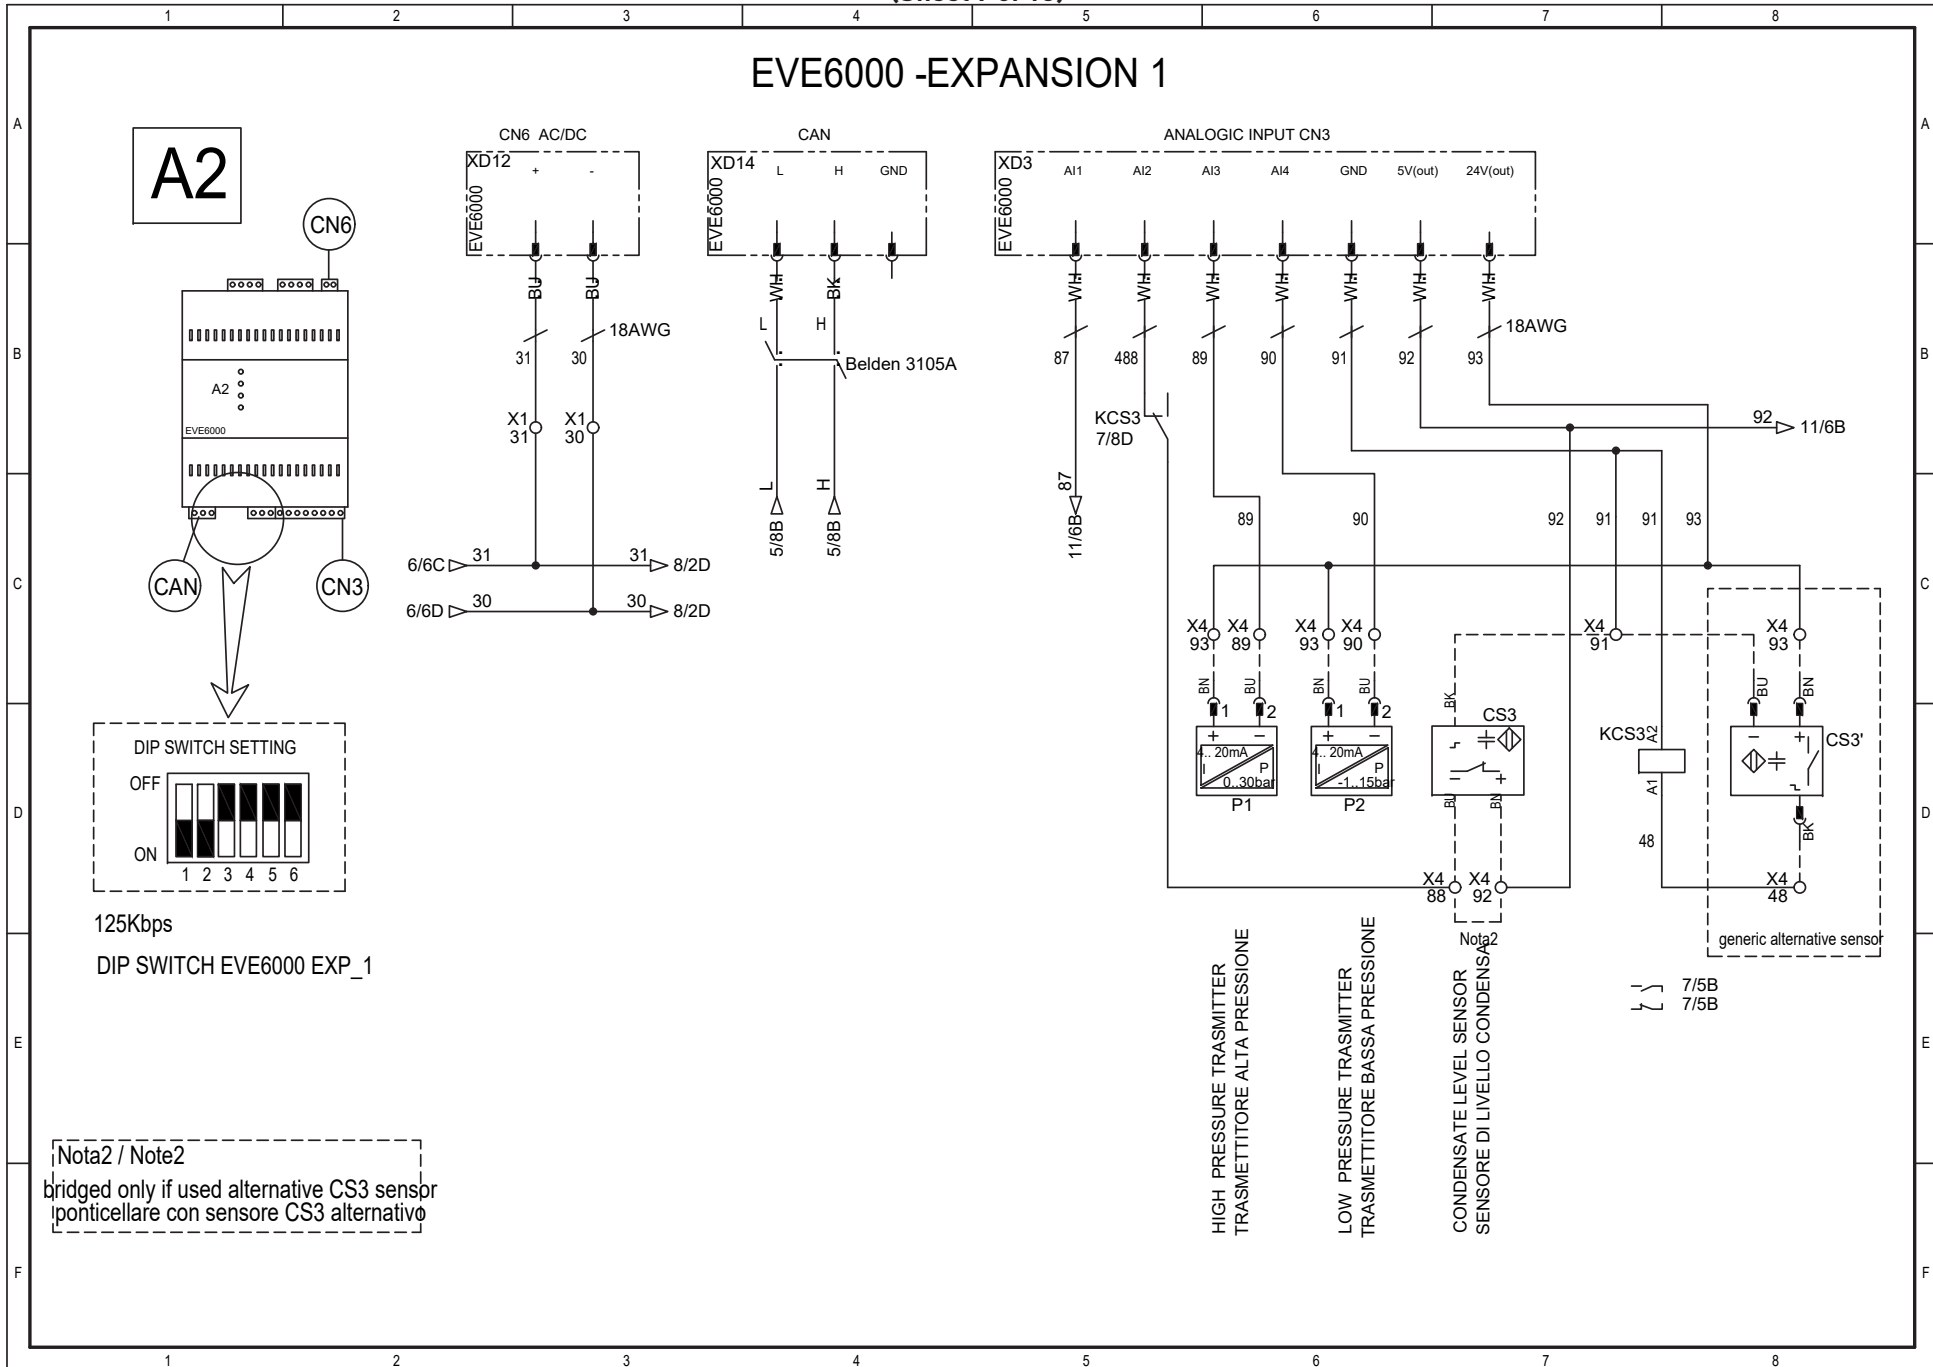 1 2 3 4 5 6 7 8
EVE6000 -EXPANSION 1
A
A
A2
CN6
CN6 AC/DC
XD12
+ -
EVE6000
CAN
XD14
L H GND
EVE6000
ANALOGIC INPUT CN3
XD3
AI1 AI2 AI3 AI4 GND 5V(out) 24V(out)
EVE6000
BU BU
WH BK
WH WH WH WH WH WH WH
B
B
A2
EVE6000
18AWG
31 30
L H
Belden 3105A
18AWG
87 488 89 90 91 92 93
X1
31
X1
30
KCS3
7/8D
92 11/6B
L H
5/8B 5/8B
87
11/6B
89 90 92 91 91 93
C
C
CAN
CN3
6/6C 31 31 8/2D
6/6D 30 30 8/2D
X4
93
X4
89
X4
93
X4
90
X4
91
X4
93
BN BU BN BU BK BU BN
1 2 1 2
D
D
DIP SWITCH SETTING
OFF
ON
1 2 3 4 5 6
+ -
4.. 20mA
I P
0..30bar
P1
+ -
4.. 20mA
I P
-1..15bar
P2
CS3
- +
BU BN
KCS3
A2
A1
48
- +
CS3'
BK
X4
88
X4
92
X4
48
Nota2
generic alternative sensor
125Kbps
DIP SWITCH EVE6000 EXP_1
7/5B
7/5B
E
E
HIGH PRESSURE TRASMITTER
TRASMETTITORE ALTA PRESSIONE
LOW PRESSURE TRASMITTER
TRASMETTITORE BASSA PRESSIONE
CONDENSATE LEVEL SENSOR
SENSORE DI LIVELLO CONDENSA
Nota2 / Note2
bridged only if used alternative CS3 sensor
ponticellare con sensore CS3 alternativo
F
F
1 2 3 4 5 6 7 8